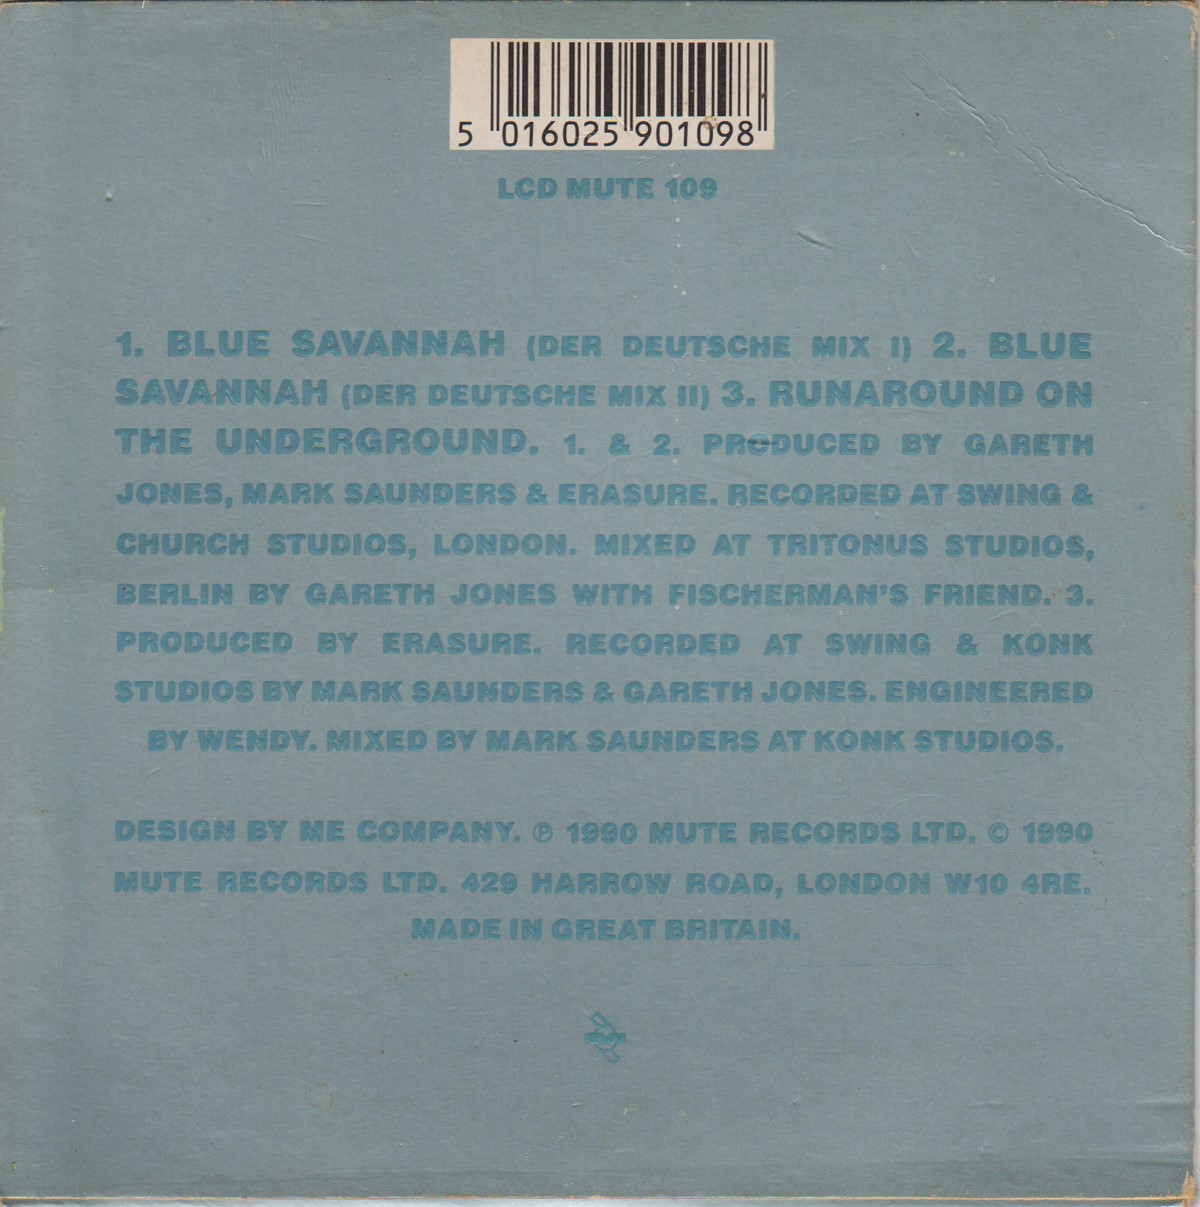 5 016025 901098
LCD MUTE 109
1. BLUE SAVANNAH (DER DEUTSCHE MIX I) 2. BLUE
SAVANNAH (DER DEUTSCHE MIX II) 3. RUNAROUND ON
THE UNDERGROUND. 1. & 2. PRODUCED BY GARETH
JONES, MARK SAUNDERS & ERASURE. RECORDED AT SWING &
CHURCH STUDIOS, LONDON. MIXED AT TRITONUS STUDIOS,
BERLIN BY GARETH JONES WITH FISCHERMAN'S FRIEND. 3.
PRODUCED BY ERASURE. RECORDED AT SWING & KONK
STUDIOS BY MARK SAUNDERS & GARETH JONES. ENGINEERED
BY WENDY. MIXED BY MARK SAUNDERS AT KONK STUDIOS.
DESIGN BY ME COMPANY. ℗ 1990 MUTE RECORDS LTD. © 1990
MUTE RECORDS LTD. 429 HARROW ROAD, LONDON W10 4RE.
MADE IN GREAT BRITAIN.